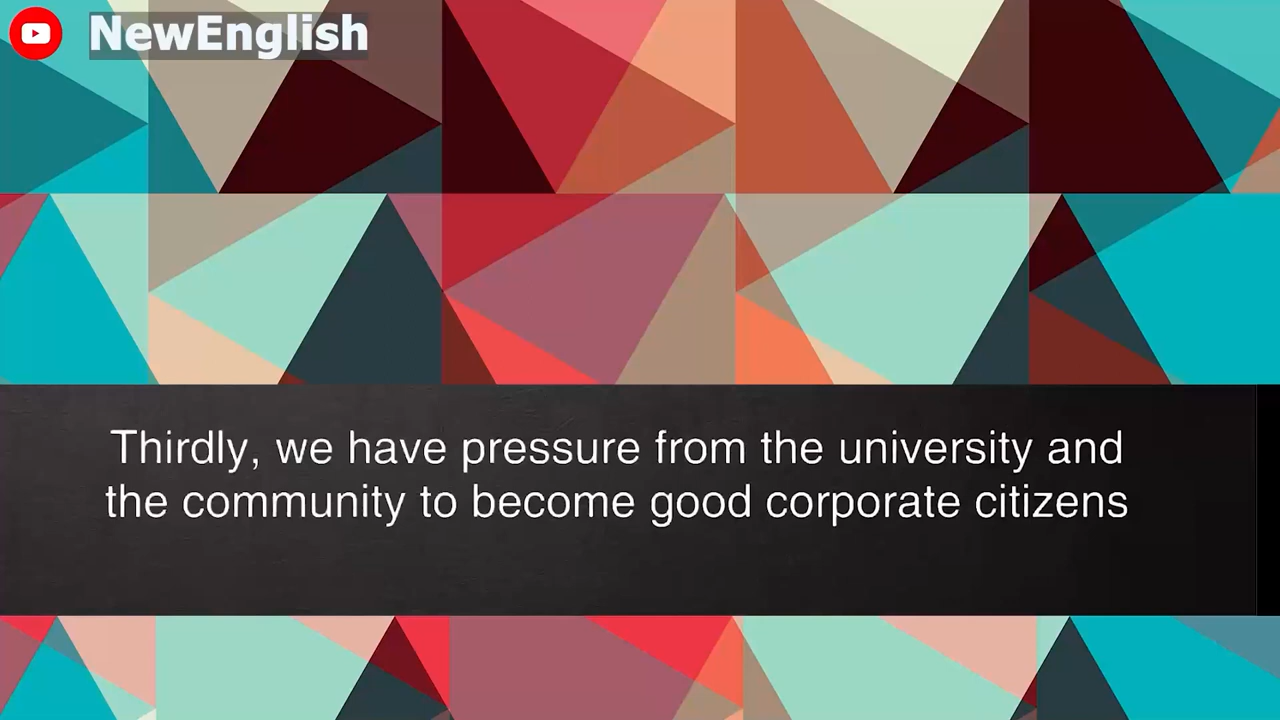 NewEnglish
Thirdly, we have pressure from the university and
the community to become good corporate citizens